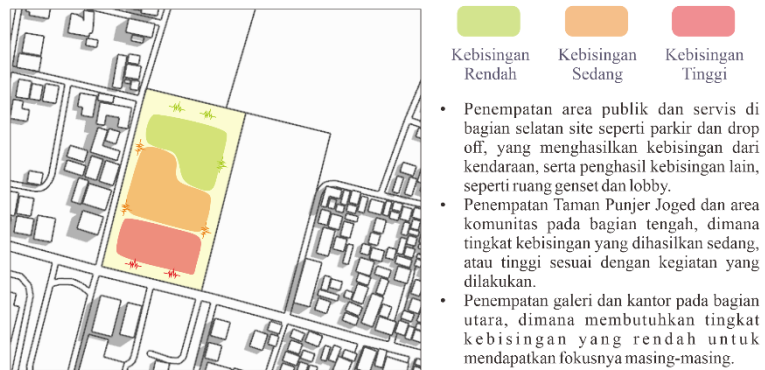 Kebisingan
Rendah
Kebisingan
Sedang
Kebisingan
Tinggi
• Penempatan area publik dan servis di
bagian selatan site seperti parkir dan drop
off, yang menghasilkan kebisingan dari
kendaraan, serta penghasil kebisingan lain,
seperti ruang genset dan lobby.
• Penempatan Taman Punjer Joged dan area
komunitas pada bagian tengah, dimana
tingkat kebisingan yang dihasilkan sedang,
atau tinggi sesuai dengan kegiatan yang
dilakukan.
• Penempatan galeri dan kantor pada bagian
utara, dimana membutuhkan tingkat
kebisingan yang rendah untuk
mendapatkan fokusnya masing-masing.